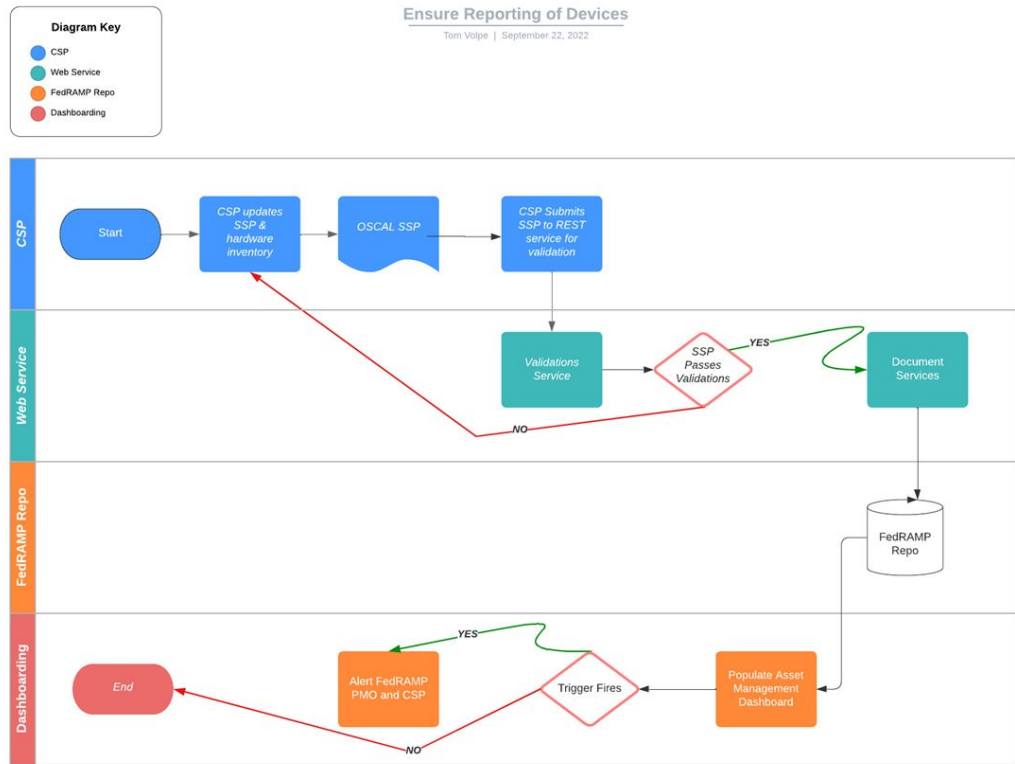 Ensure Reporting of Devices
Tom Volpe | September 22, 2022
Diagram Key
CSP
Web Service
FedRAMP Repo
Dashboarding
CSP
Start
CSP updates
SSP &
hardware
inventory
OSCAL SSP
CSP Submits
SSP to REST
service for
validation
Web Service
Validations
Service
SSP
Passes
Validations
YES
NO
Document
Services
FedRAMP Repo
FedRAMP
Repo
Dashboarding
End
YES
Alert FedRAMP
PMO and CSP
NO
Trigger Fires
Populate Asset
Management
Dashboard